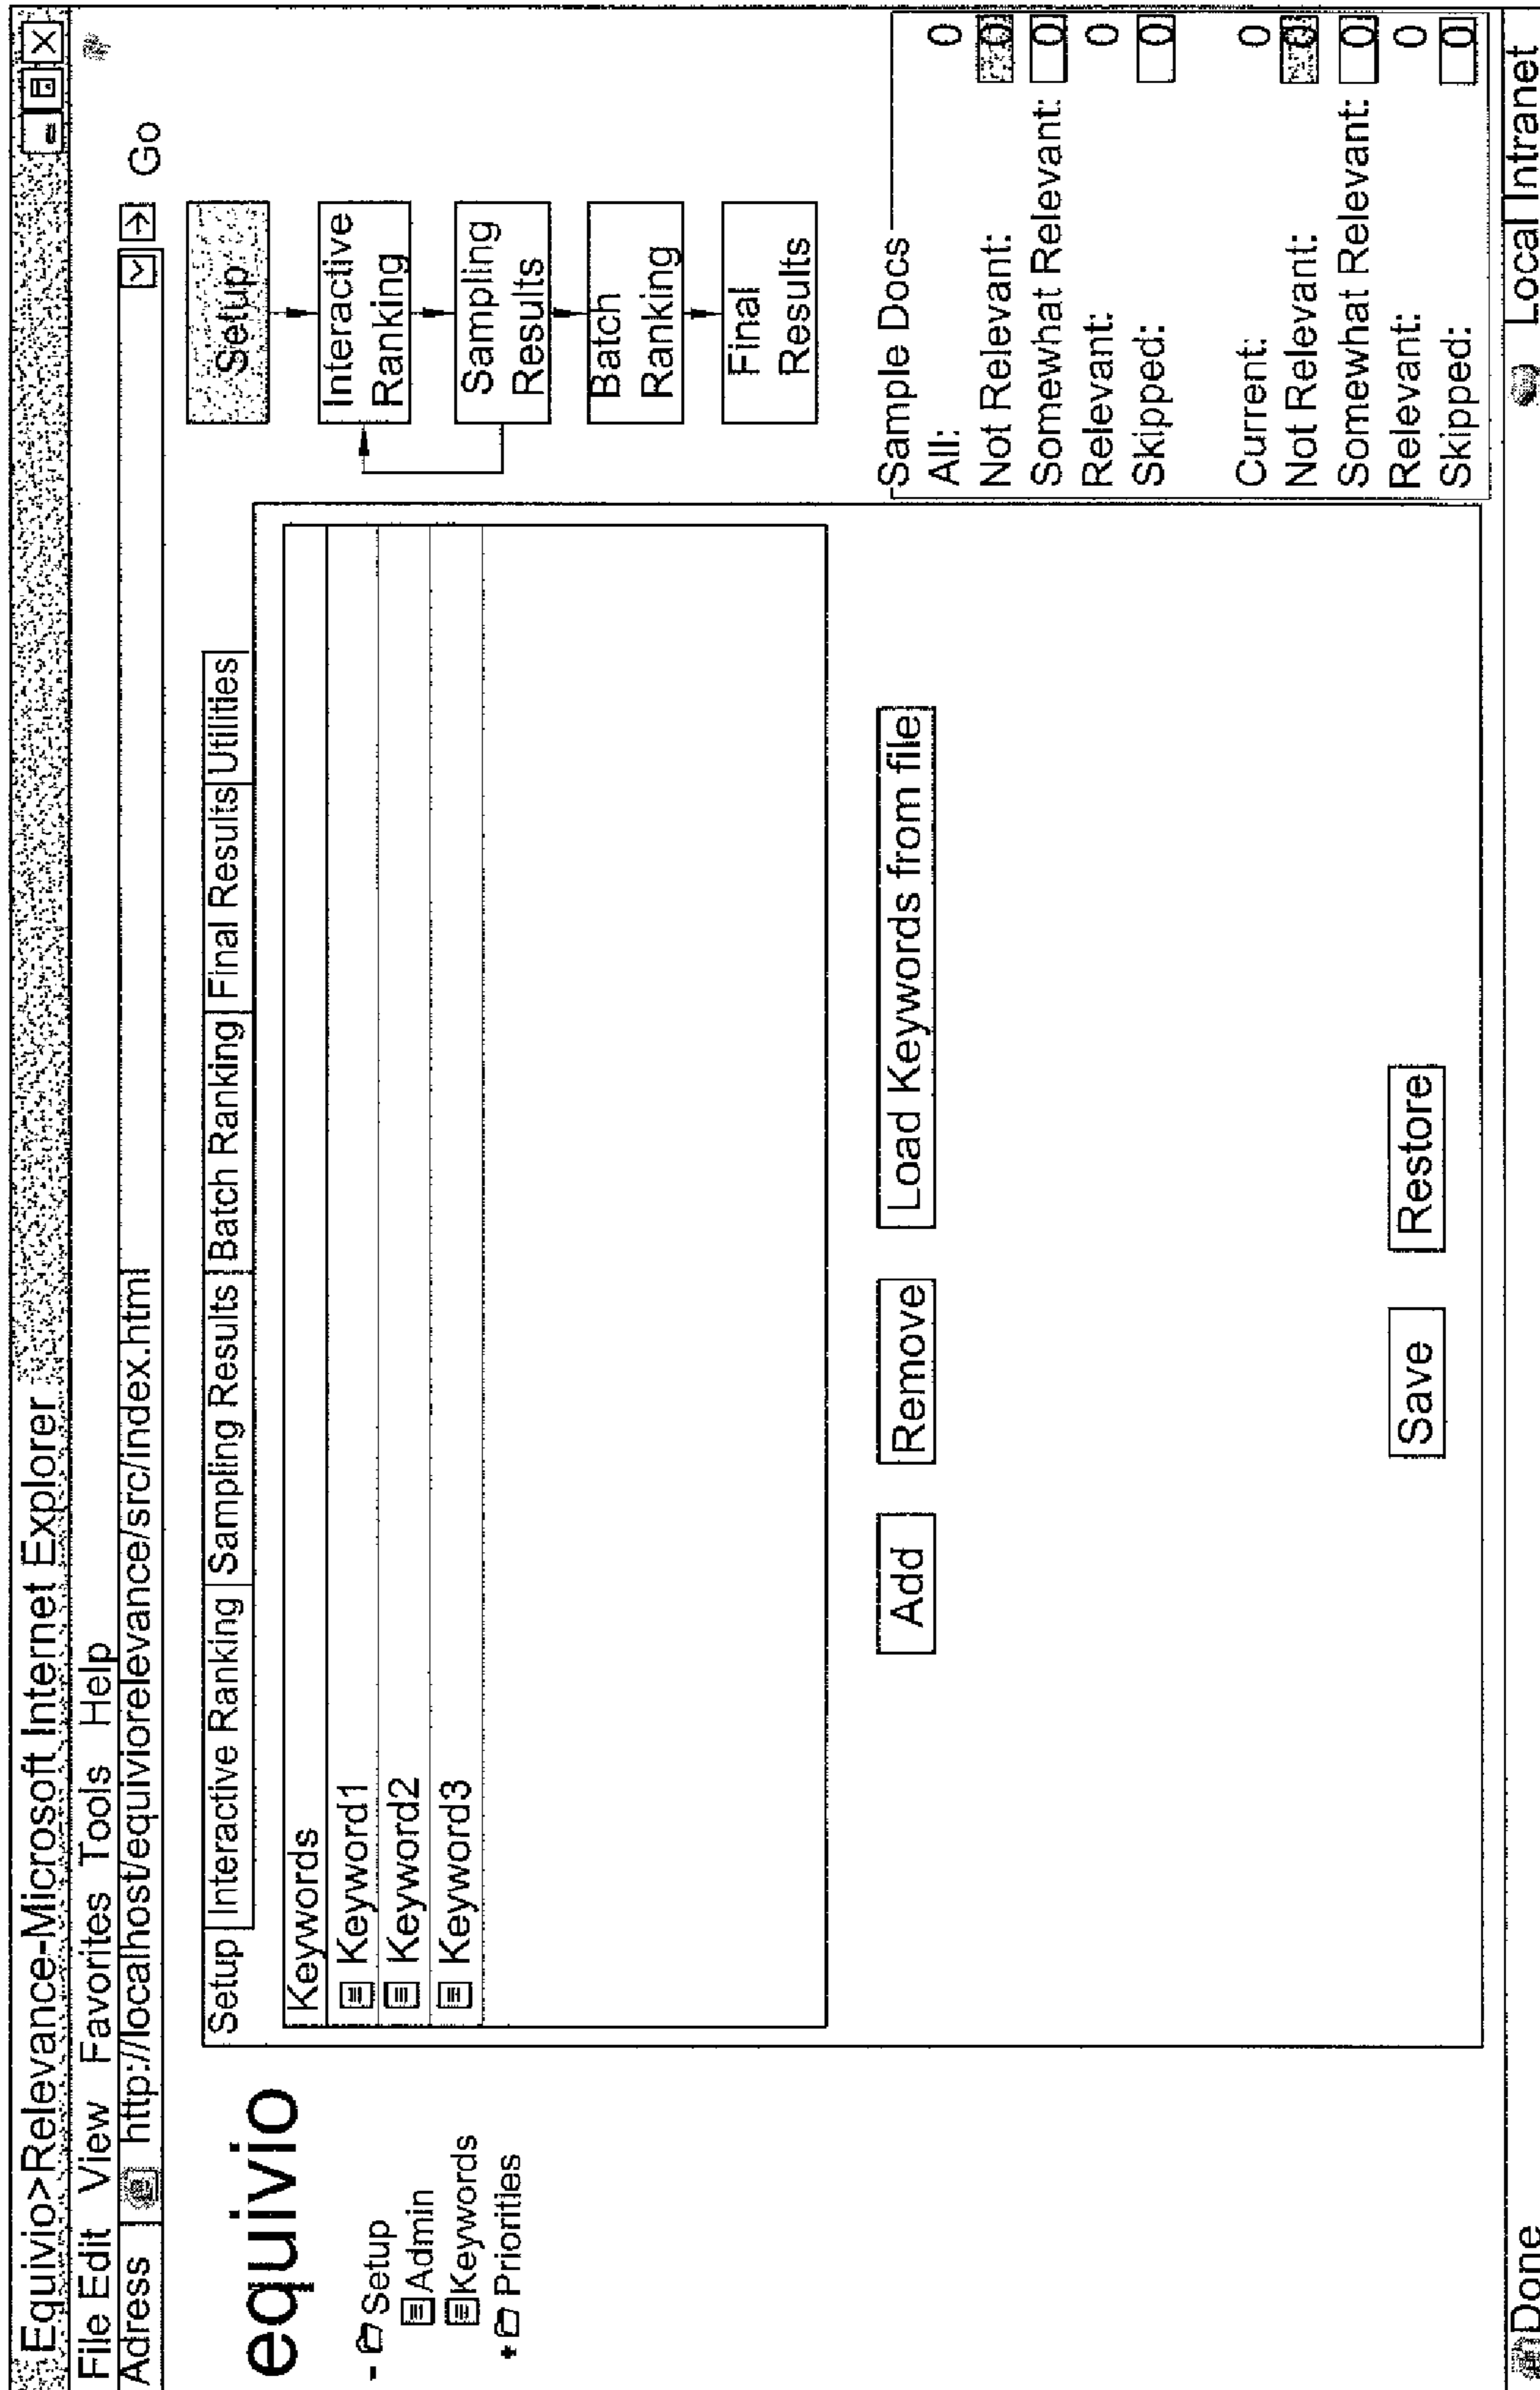 Equivio>Relevance-Microsoft Internet Explorer
File Edit View Favorites Tools Help
Adress http://localhost/equiviorelevance/src/index.html Go
equivio
- Setup
Admin
Keywords
+ Priorities
Setup Interactive Ranking Sampling Results Batch Ranking Final Results Utilities
Keywords
Keyword1
Keyword2
Keyword3
Add Remove Load Keywords from file
Save Restore
Setup
Interactive
Ranking
Sampling
Results
Batch
Ranking
Final
Results
Sample Docs
All: 0
Not Relevant: 0
Somewhat Relevant: 0
Relevant: 0
Skipped: 0
Current: 0
Not Relevant: 0
Somewhat Relevant: 0
Relevant: 0
Skipped: 0
Done Local Intranet